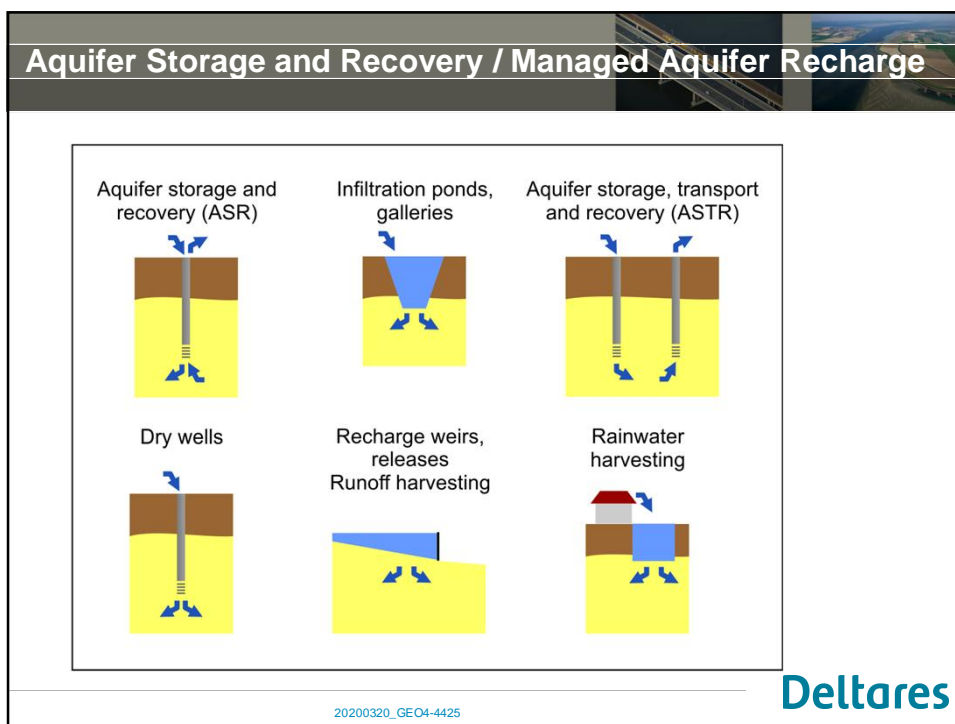 Aquifer Storage and Recovery / Managed Aquifer Recharge
Aquifer storage and
recovery (ASR)
Infiltration ponds,
galleries
Aquifer storage, transport
and recovery (ASTR)
Dry wells
Recharge weirs,
releases
Runoff harvesting
Rainwater
harvesting
20200320_GEO4-4425
Deltares